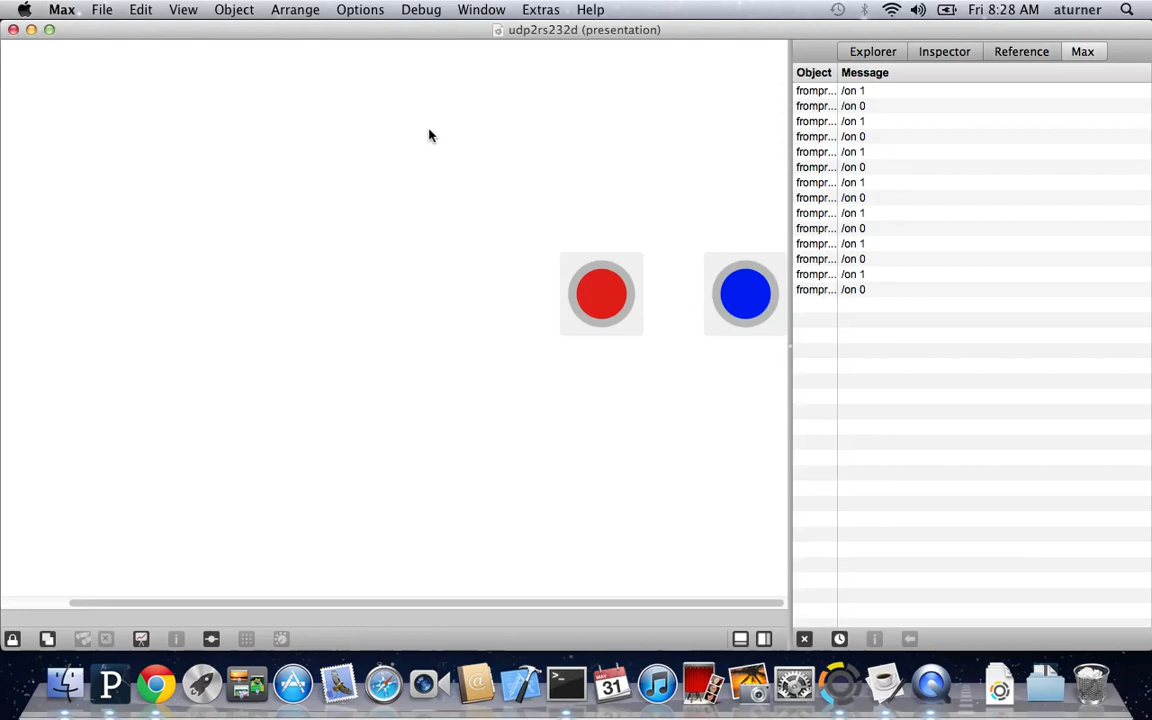 Max File Edit View Object Arrange Options Debug Window Extras Help Fri 8:28 AM aturner
udp2rs232d (presentation)
Explorer Inspector Reference Max
Object Message
frompr... /on 1
frompr... /on 0
frompr... /on 1
frompr... /on 0
frompr... /on 1
frompr... /on 0
frompr... /on 1
frompr... /on 0
frompr... /on 1
frompr... /on 0
frompr... /on 1
frompr... /on 0
frompr... /on 1
frompr... /on 0
P
@
>_
MAY
31